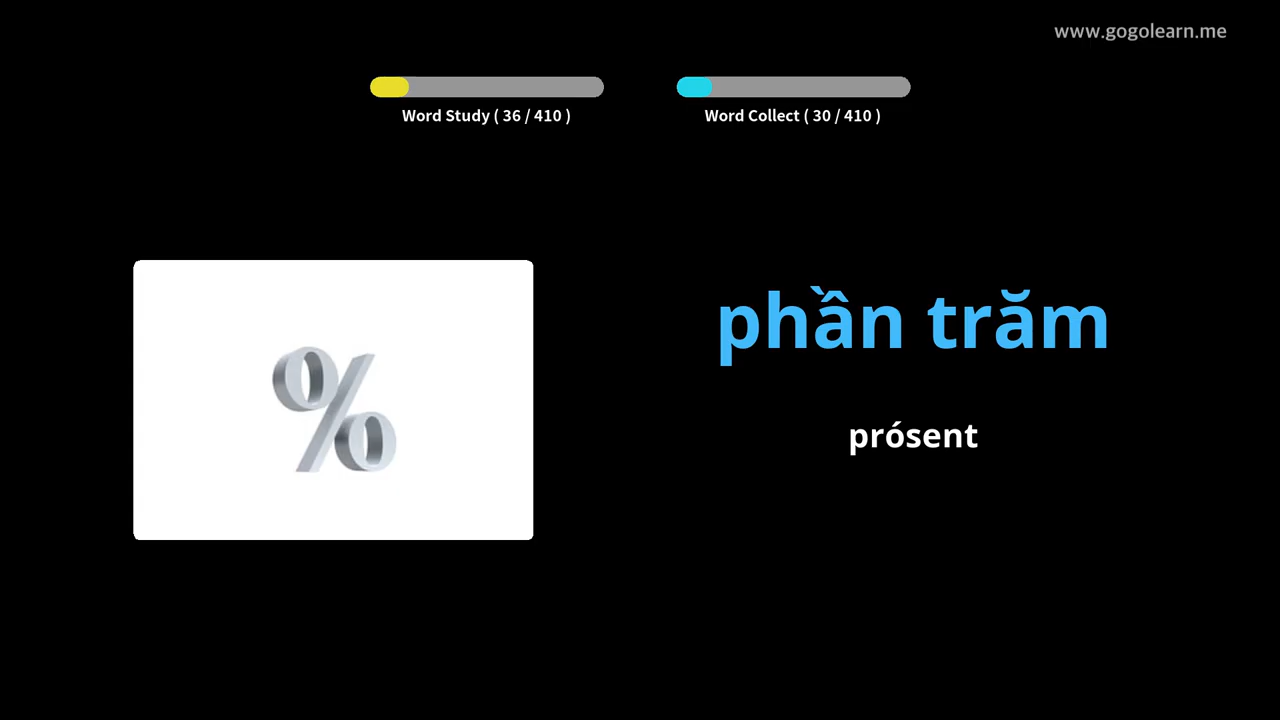 www.gogolearn.me
Word Study ( 36 / 410 )
Word Collect ( 30 / 410 )
%
phần trăm
prósent